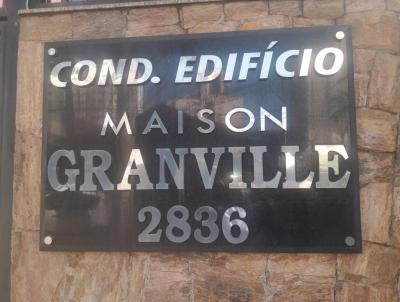 COND. EDIFÍCIO
MAISON
GRANVILLE
2836